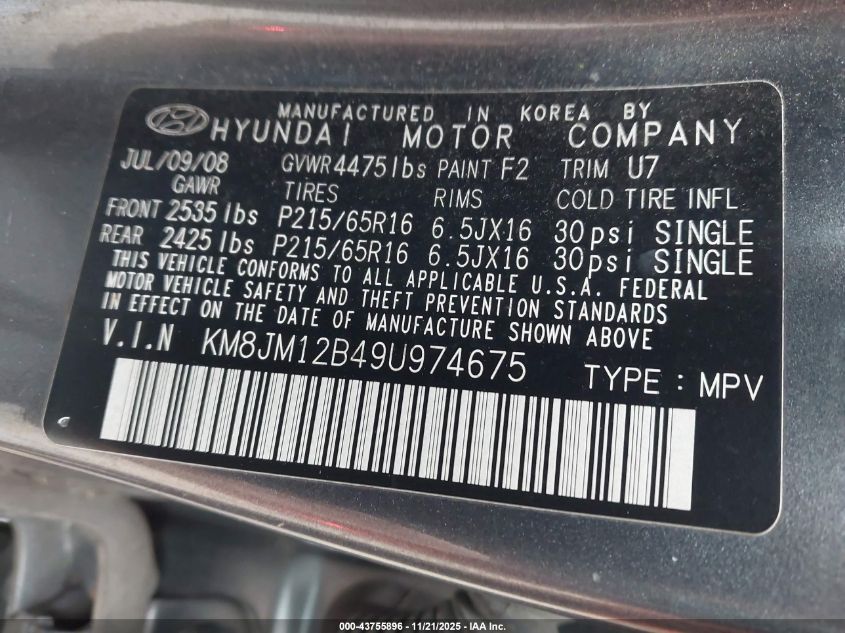 MANUFACTURED IN KOREA BY
HYUNDAI MOTOR COMPANY
JUL/09/08 GVWR 4475lbs PAINT F2 TRIM U7
GAWR TIRES RIMS COLD TIRE INFL
FRONT 2535 lbs P215/65R16 6.5JX16 30psi SINGLE
REAR 2425 lbs P215/65R16 6.5JX16 30psi SINGLE
THIS VEHICLE CONFORMS TO ALL APPLICABLE U.S.A. FEDERAL
MOTOR VEHICLE SAFETY AND THEFT PREVENTION STANDARDS
IN EFFECT ON THE DATE OF MANUFACTURE SHOWN ABOVE
V.I.N KM8JM12B49U974675 TYPE : MPV
000-43755896 - 11/21/2025 - IAA Inc.